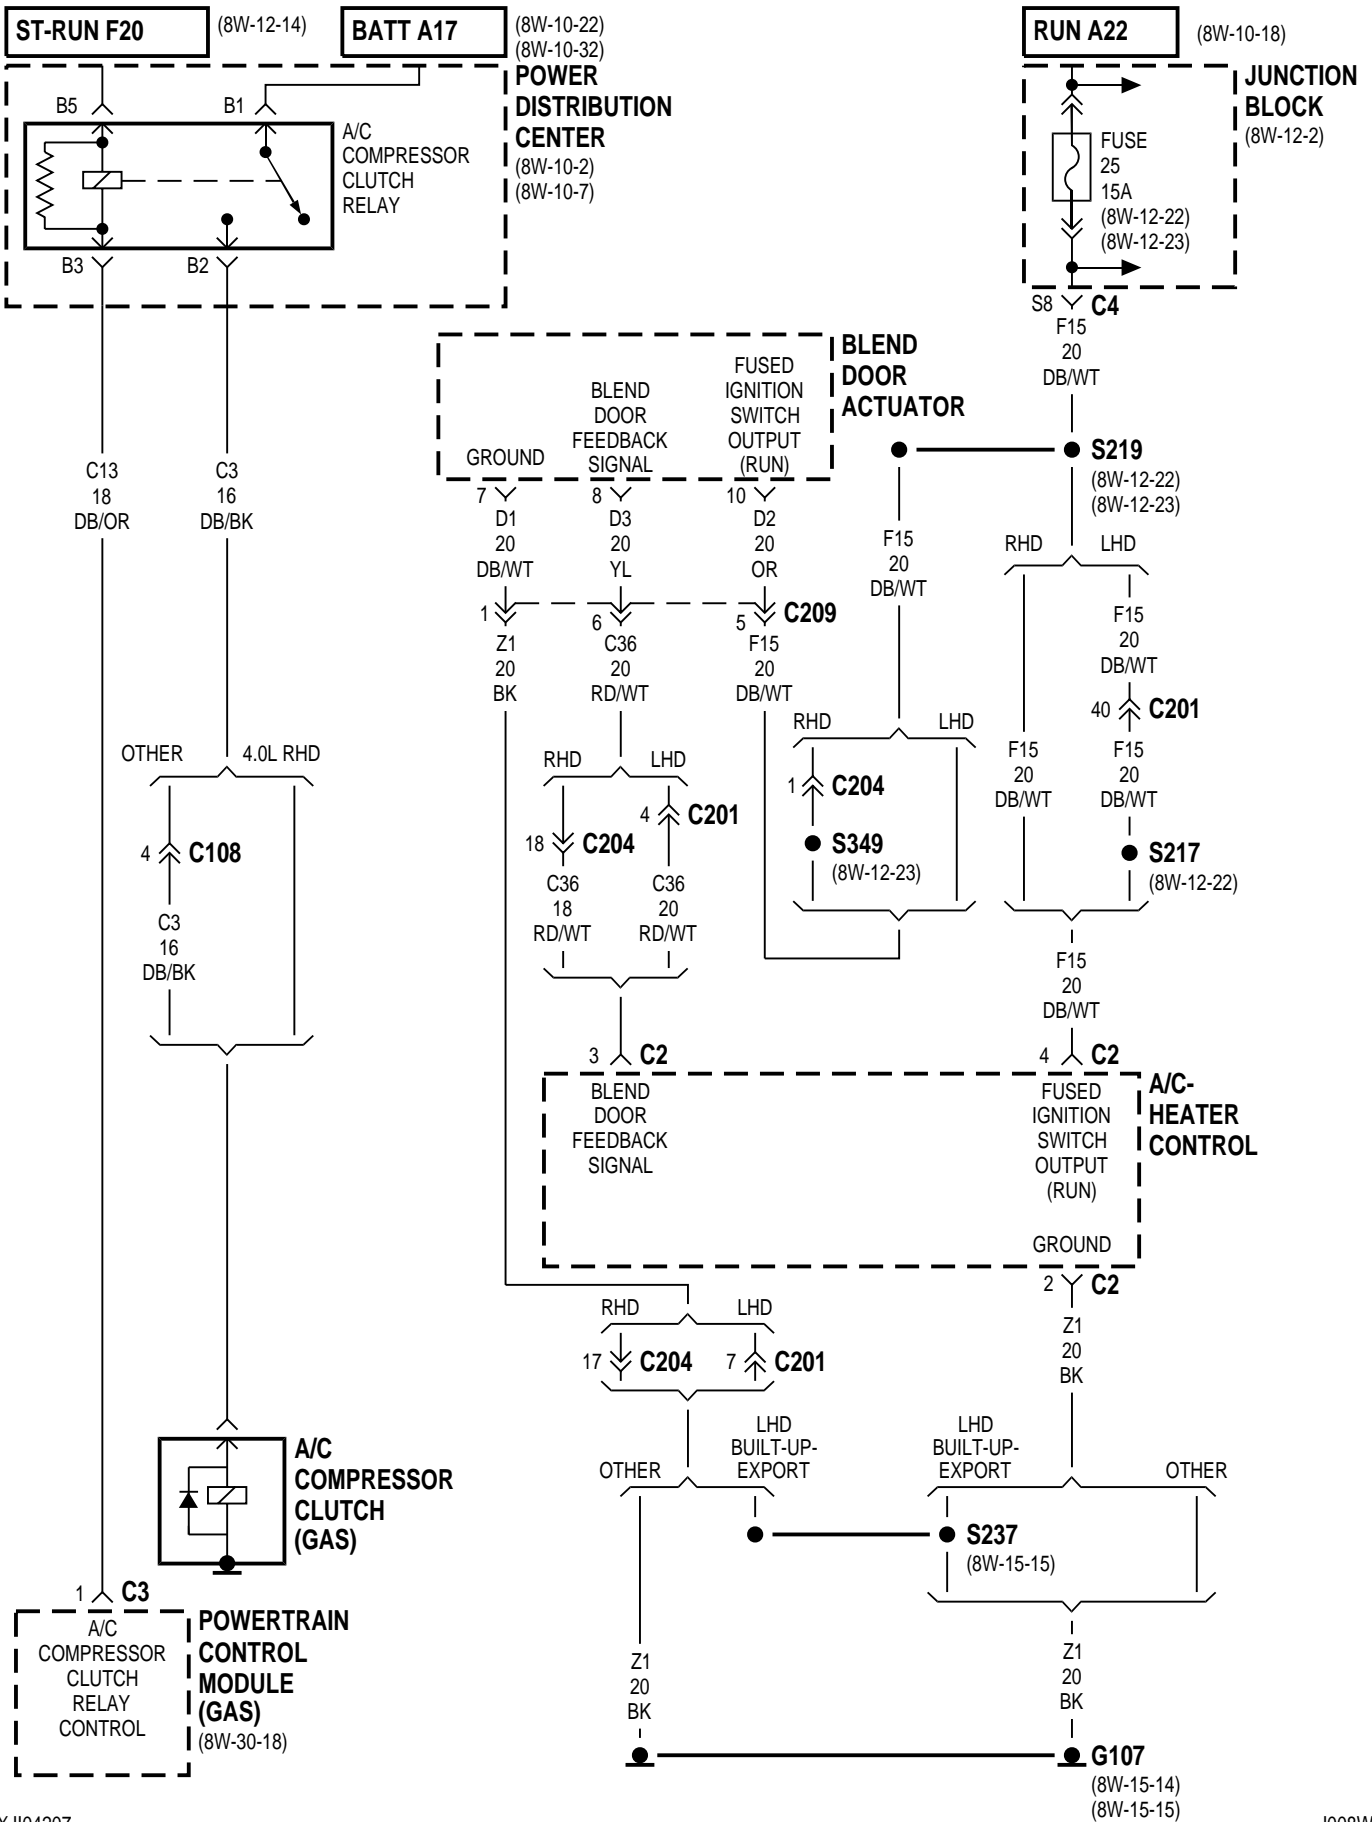 ST-RUN F20
(8W-12-14)
BATT A17
(8W-10-22)
(8W-10-32)
POWER
DISTRIBUTION
CENTER
(8W-10-2)
(8W-10-7)
B5
B1
A/C
COMPRESSOR
CLUTCH
RELAY
B3
B2
RUN A22
(8W-10-18)
JUNCTION
BLOCK
(8W-12-2)
FUSE
25
15A
(8W-12-22)
(8W-12-23)
S8
C4
F15
20
DB/WT
BLEND
DOOR
ACTUATOR
GROUND
BLEND
DOOR
FEEDBACK
SIGNAL
FUSED
IGNITION
SWITCH
OUTPUT
(RUN)
S219
(8W-12-22)
(8W-12-23)
C13
18
DB/OR
C3
16
DB/BK
7
D1
20
DB/WT
8
D3
20
YL
10
D2
20
OR
1
6
5
C209
Z1
20
BK
C36
20
RD/WT
F15
20
DB/WT
F15
20
DB/WT
RHD
LHD
F15
20
DB/WT
40
C201
F15
20
DB/WT
F15
20
DB/WT
S217
(8W-12-22)
RHD
LHD
1
C204
S349
(8W-12-23)
RHD
LHD
18
C204
4
C201
C36
18
RD/WT
C36
20
RD/WT
OTHER
4.0L RHD
4
C108
C3
16
DB/BK
F15
20
DB/WT
3
C2
4
C2
BLEND
DOOR
FEEDBACK
SIGNAL
FUSED
IGNITION
SWITCH
OUTPUT
(RUN)
GROUND
A/C-
HEATER
CONTROL
2
C2
Z1
20
BK
RHD
LHD
17
C204
7
C201
OTHER
LHD
BUILT-UP-
EXPORT
LHD
BUILT-UP-
EXPORT
OTHER
S237
(8W-15-15)
A/C
COMPRESSOR
CLUTCH
(GAS)
1
C3
A/C
COMPRESSOR
CLUTCH
RELAY
CONTROL
POWERTRAIN
CONTROL
MODULE
(GAS)
(8W-30-18)
Z1
20
BK
Z1
20
BK
G107
(8W-15-14)
(8W-15-15)